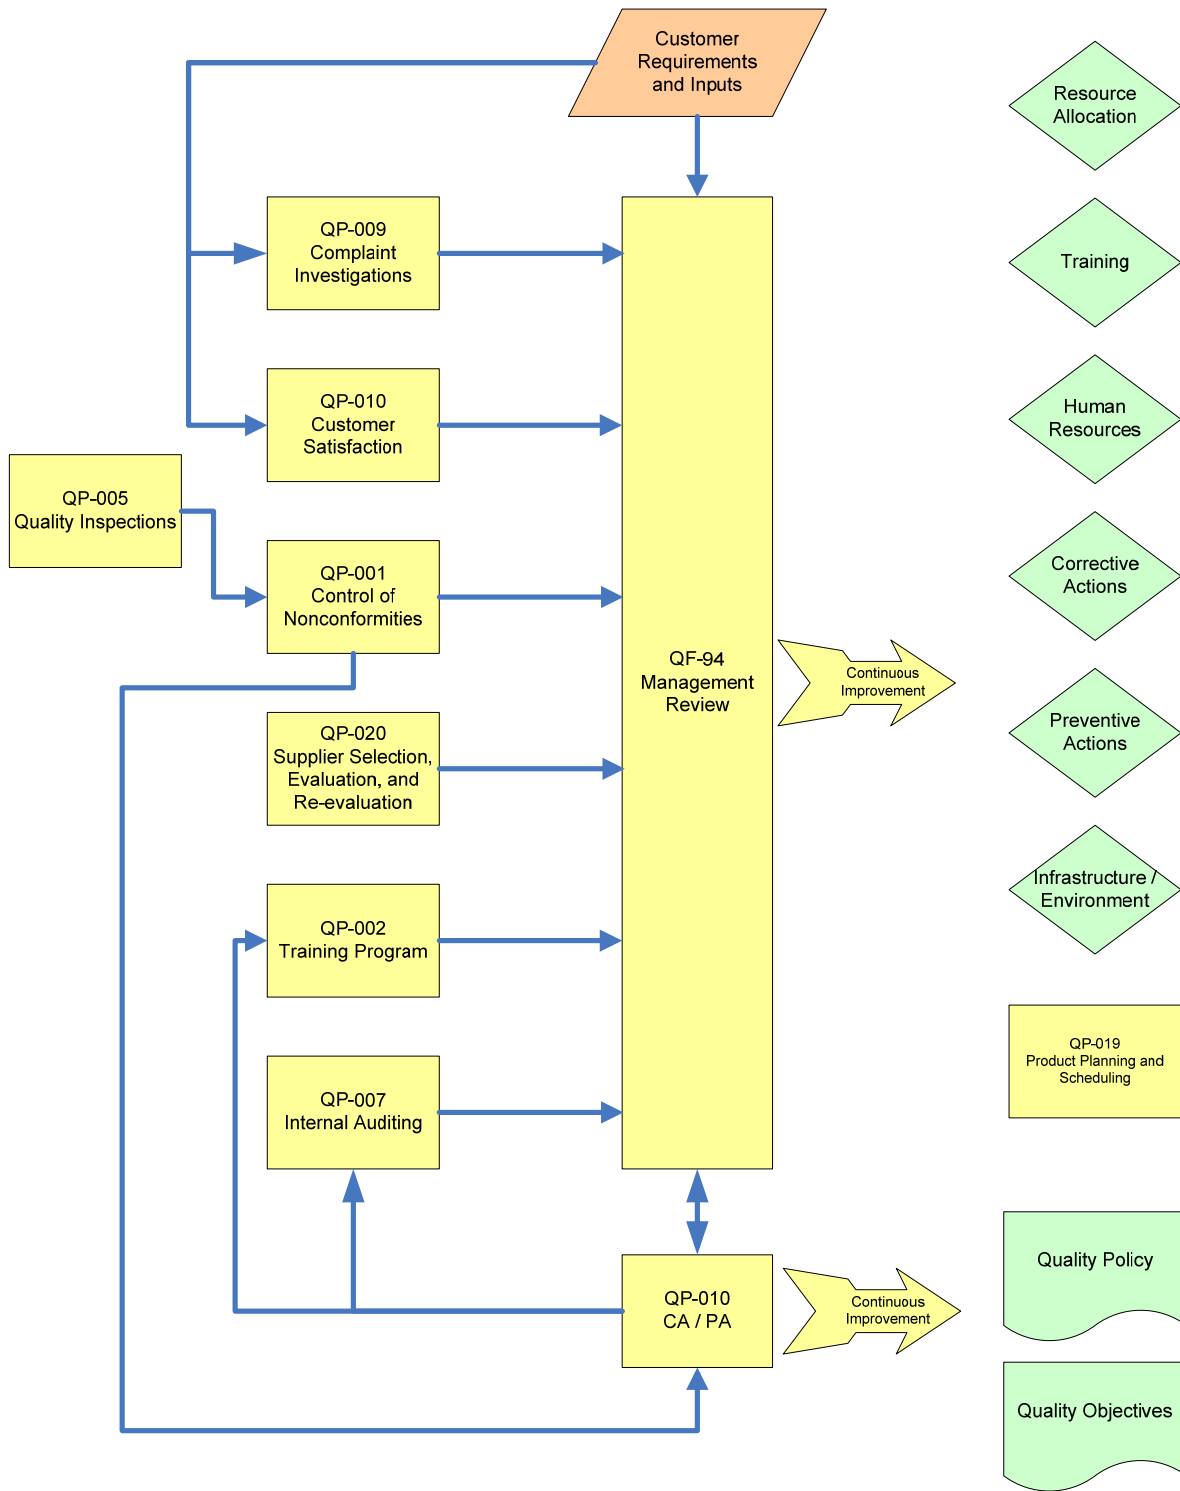 Customer
Requirements
and Inputs
Resource
Allocation
QP-009
Complaint
Investigations
Training
QP-010
Customer
Satisfaction
Human
Resources
QP-005
Quality Inspections
QP-001
Control of
Nonconformities
Corrective
Actions
QF-94
Management
Review
Continuous
Improvement
QP-020
Supplier Selection,
Evaluation, and
Re-evaluation
Preventive
Actions
QP-002
Training Program
Infrastructure /
Environment
QP-007
Internal Auditing
QP-019
Product Planning and
Scheduling
QP-010
CA / PA
Continuous
Improvement
Quality Policy
Quality Objectives